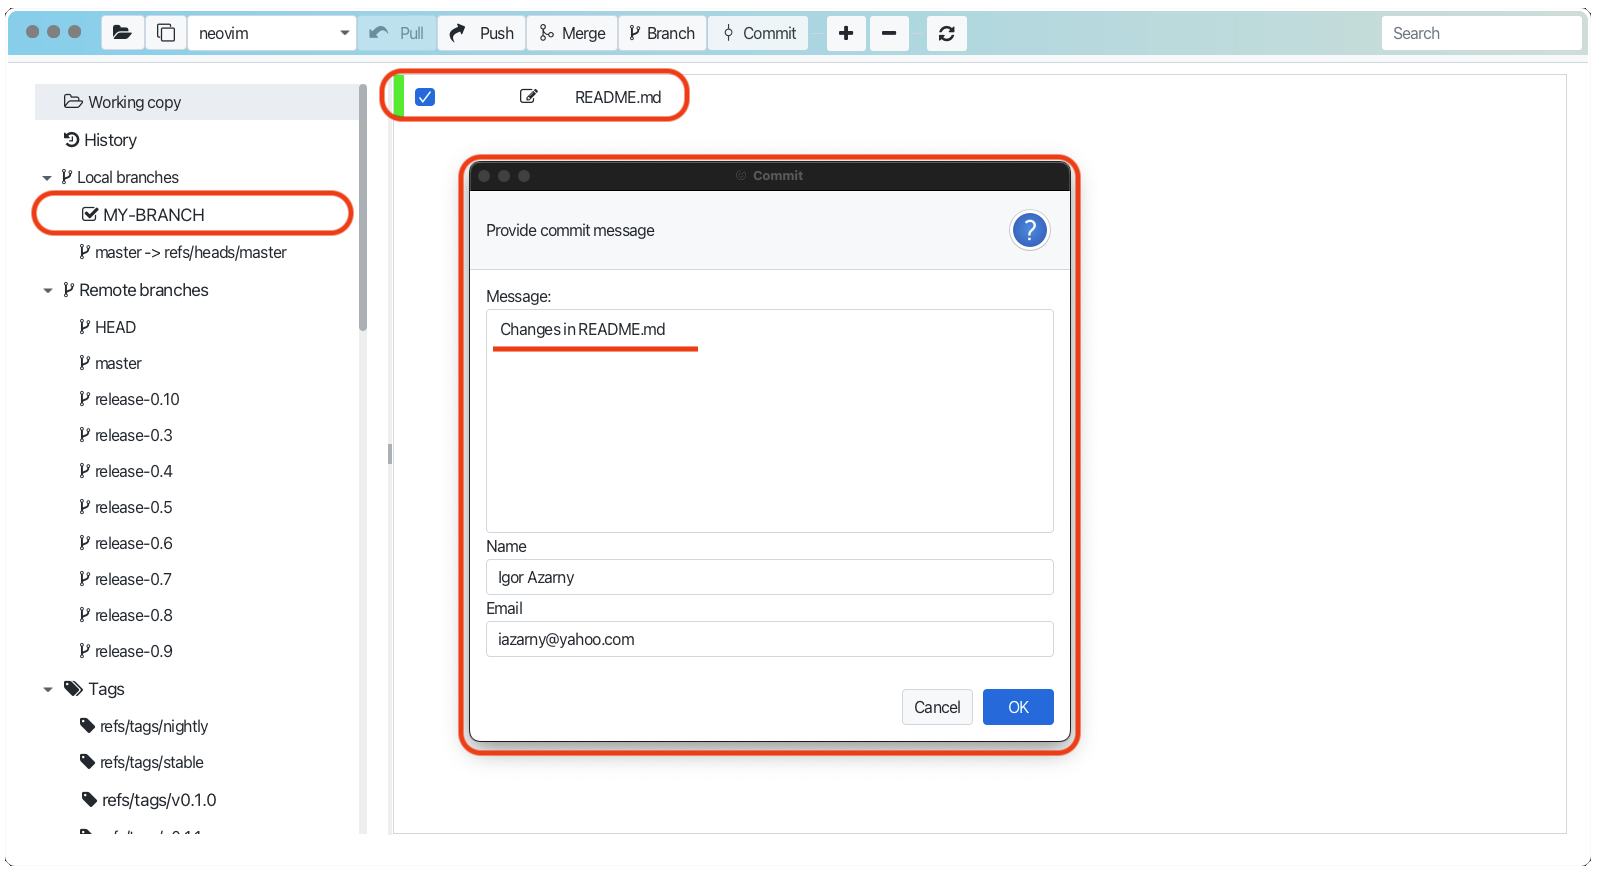 neovim
Pull
Push
Merge
Branch
Commit
Search
Working copy
History
Local branches
MY-BRANCH
master -> refs/heads/master
Remote branches
HEAD
master
release-0.10
release-0.3
release-0.4
release-0.5
release-0.6
release-0.7
release-0.8
release-0.9
Tags
refs/tags/nightly
refs/tags/stable
refs/tags/v0.1.0
README.md
Commit
Provide commit message
?
Message:
Changes in README.md
Name
Igor Azarny
Email
iazarny@yahoo.com
Cancel
OK